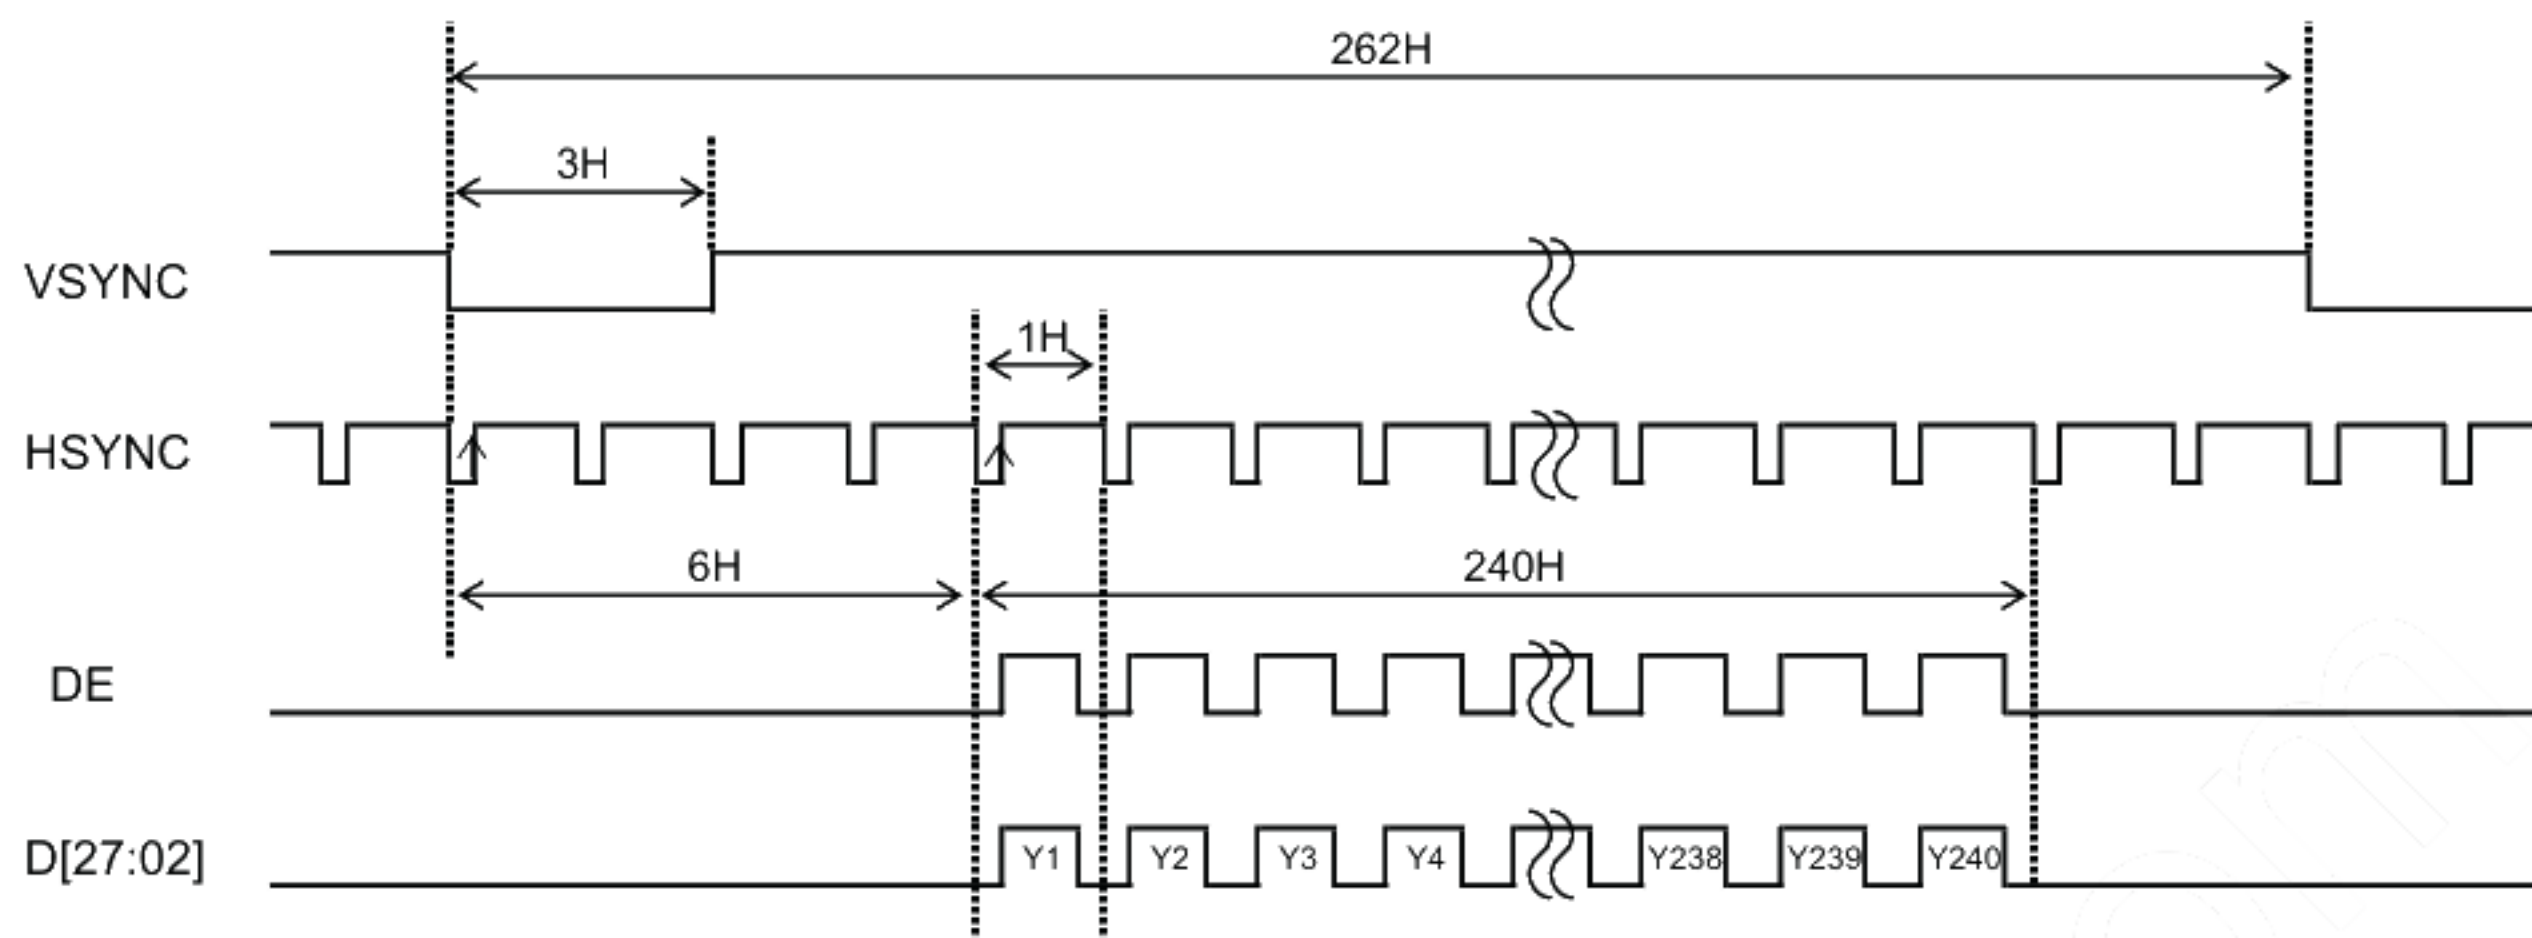 262H
3H
VSYNC
1H
HSYNC
6H
240H
DE
D[27:02]
Y1
Y2
Y3
Y4
Y238
Y239
Y240